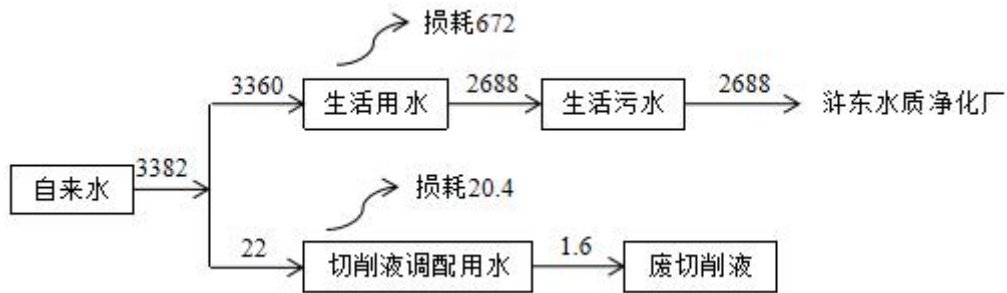 损耗672
3360
生活用水
2688
生活污水
2688
浒东水质净化厂
自来水
3382
损耗20.4
22
切削液调配用水
1.6
废切削液